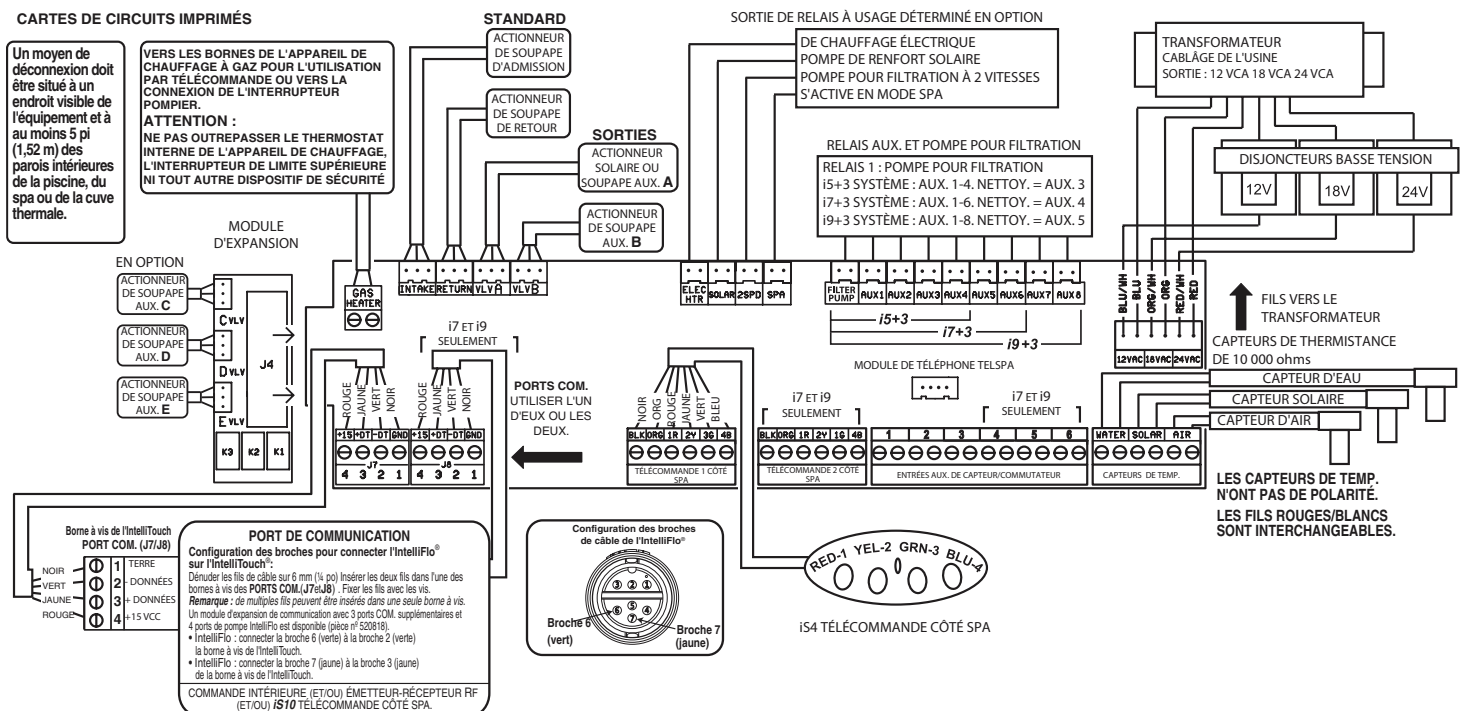 CARTES DE CIRCUITS IMPRIMÉS
Un moyen de
déconnexion doit
être situé à un
endroit visible de
l'équipement et à
au moins 5 pi
(1,52 m) des
parois intérieures
de la piscine, du
spa ou de la cuve
thermale.
VERS LES BORNES DE L'APPAREIL DE
CHAUFFAGE À GAZ POUR L'UTILISATION
PAR TÉLÉCOMMANDE OU VERS LA
CONNEXION DE L'INTERRUPTEUR
POMPIER.
ATTENTION :
NE PAS OUTREPASSER LE THERMOSTAT
INTERNE DE L'APPAREIL DE CHAUFFAGE,
L'INTERRUPTEUR DE LIMITE SUPÉRIEURE
NI TOUT AUTRE DISPOSITIF DE SÉCURITÉ
STANDARD
ACTIONNEUR
DE SOUPAPE
D'ADMISSION
ACTIONNEUR
DE SOUPAPE
DE RETOUR
SORTIES
ACTIONNEUR
SOLAIRE OU
SOUPAPE AUX. A
ACTIONNEUR
DE SOUPAPE
AUX. B
SORTIE DE RELAIS À USAGE DÉTERMINÉ EN OPTION
DE CHAUFFAGE ÉLECTRIQUE
POMPE DE RENFORT SOLAIRE
POMPE POUR FILTRATION À 2 VITESSES
S'ACTIVE EN MODE SPA
RELAIS AUX. ET POMPE POUR FILTRATION
RELAIS 1 : POMPE POUR FILTRATION
i5+3 SYSTÈME : AUX. 1-4. NETTOY. = AUX. 3
i7+3 SYSTÈME : AUX. 1-6. NETTOY. = AUX. 4
i9+3 SYSTÈME : AUX. 1-8. NETTOY. = AUX. 5
TRANSFORMATEUR
CABLÂGE DE L'USINE
SORTIE : 12 VCA 18 VCA 24 VCA
DISJONCTEURS BASSE TENSION
12V 18V 24V
MODULE
D'EXPANSION
EN OPTION
ACTIONNEUR
DE SOUPAPE
AUX. C
ACTIONNEUR
DE SOUPAPE
AUX. D
ACTIONNEUR
DE SOUPAPE
AUX. E
C VLV
D VLV
E VLV
J4
K3 K2 K1
GAS
HEATER
INTAKE RETURN VLV A VLV B
ELEC
HTR SOLAR 2SPD SPA
FILTER
PUMP AUX1 AUX2 AUX3 AUX4 AUX5 AUX6 AUX7 AUX8
i5+3
i7+3
i9+3
BLU/WH BLU ORG/WH ORG RED/WH RED
12VAC 18VAC 24VAC
FILS VERS LE
TRANSFORMATEUR
CAPTEURS DE THERMISTANCE
DE 10 000 ohms
CAPTEUR D'EAU
CAPTEUR SOLAIRE
CAPTEUR D'AIR
WATER SOLAR AIR
CAPTEURS DE TEMP.
LES CAPTEURS DE TEMP.
N'ONT PAS DE POLARITÉ.
LES FILS ROUGES/BLANCS
SONT INTERCHANGEABLES.
i7 ET i9
SEULEMENT
ROUGE JAUNE VERT NOIR
ROUGE JAUNE VERT NOIR
+15 +DT -DT GND
+15 +DT -DT GND
J7 J8
4 3 2 1
4 3 2 1
PORTS COM.
UTILISER L'UN
D'EUX OU LES
DEUX.
NOIR ORG ROUGE JAUNE VERT BLEU
BLK ORG 1R 2Y 3G 4B
TÉLÉCOMMANDE 1 CÔTÉ
SPA
i7 ET i9
SEULEMENT
BLK ORG 1R 2Y 1G 4B
TÉLÉCOMMANDE 2 CÔTÉ
SPA
MODULE DE TÉLÉPHONE TELSPA
i7 ET i9
SEULEMENT
1 2 3 4 5 6
ENTRÉES AUX. DE CAPTEUR/COMMUTATEUR
Borne à vis de l'IntelliTouch
PORT COM. (J7/J8)
NOIR 1 TERRE
VERT 2 - DONNÉES
JAUNE 3 + DONNÉES
ROUGE 4 +15 VCC
PORT DE COMMUNICATION
Configuration des broches pour connecter l'IntelliFlo®
sur l'IntelliTouch®:
Dénuder les fils de câble sur 6 mm (¼ po) Insérer les deux fils dans l'une des
bornes à vis des PORTS COM.(J7etJ8) . Fixer les fils avec les vis.
Remarque : de multiples fils peuvent être insérés dans une seule borne à vis.
Un module d'expansion de communication avec 3 ports COM. supplémentaires et
4 ports de pompe IntelliFlo est disponible (pièce nº 520818).
• IntelliFlo : connecter la broche 6 (verte) à la broche 2 (verte)
la borne à vis de l'IntelliTouch.
• IntelliFlo : connecter la broche 7 (jaune) à la broche 3 (jaune)
de la borne à vis de l'IntelliTouch.
COMMANDE INTÉRIEURE (ET/OU) ÉMETTEUR-RÉCEPTEUR RF
(ET/OU) iS10 TÉLÉCOMMANDE CÔTÉ SPA.
Configuration des broches
de câble de l'IntelliFlo®
3 2 1
6 5 4
7
Broche 6
(vert)
Broche 7
(jaune)
RED-1 YEL-2 GRN-3 BLU-4
iS4 TÉLÉCOMMANDE CÔTÉ SPA